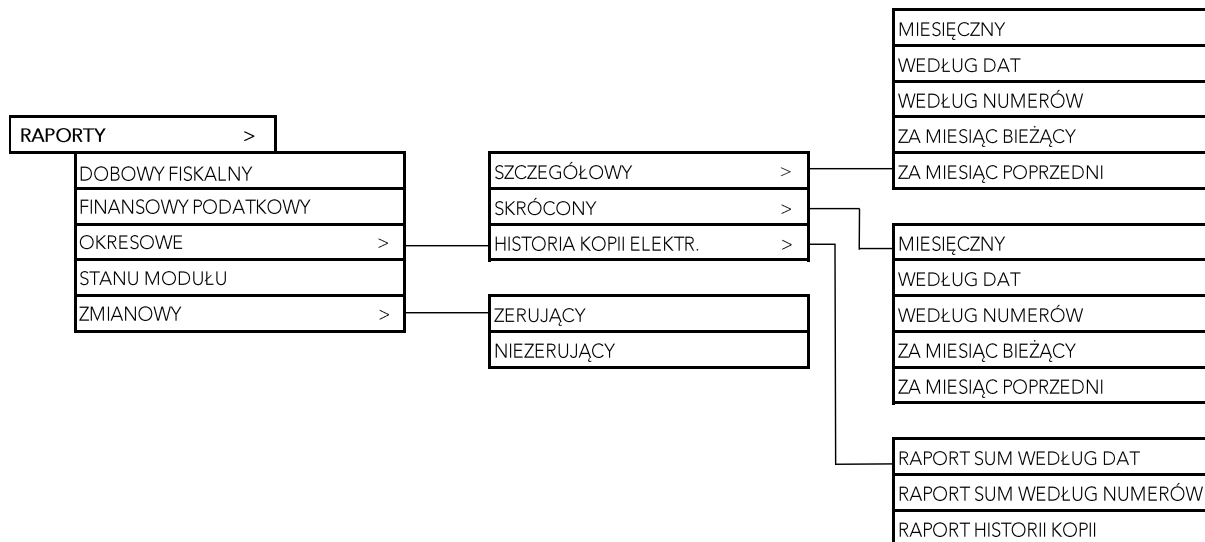 RAPORTY >
DOBOWY FISKALNY
FINANSOWY PODATKOWY
OKRESOWE >
STANU MODUŁU
ZMIANOWY >
SZCZEGÓŁOWY >
SKRÓCONY >
HISTORIA KOPII ELEKTR. >
ZERUJĄCY
NIEZERUJĄCY
MIESIĘCZNY
WEDŁUG DAT
WEDŁUG NUMERÓW
ZA MIESIĄC BIEŻĄCY
ZA MIESIĄC POPRZEDNI
MIESIĘCZNY
WEDŁUG DAT
WEDŁUG NUMERÓW
ZA MIESIĄC BIEŻĄCY
ZA MIESIĄC POPRZEDNI
RAPORT SUM WEDŁUG DAT
RAPORT SUM WEDŁUG NUMERÓW
RAPORT HISTORII KOPII